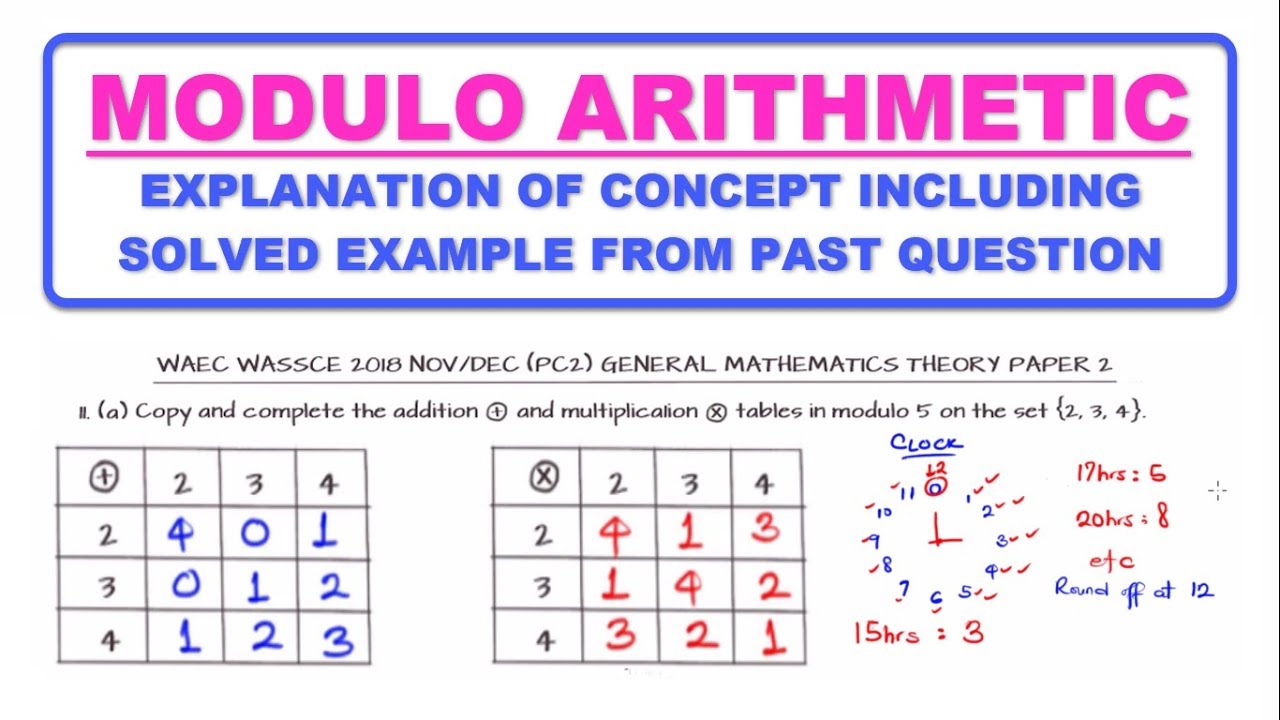 MODULO ARITHMETIC
EXPLANATION OF CONCEPT INCLUDING
SOLVED EXAMPLE FROM PAST QUESTION
WAEC WASSCE 2018 NOV/DEC (PC2) GENERAL MATHEMATICS THEORY PAPER 2
11. (a) Copy and complete the addition ⊕ and multiplication ⊗ tables in modulo 5 on the set {2, 3, 4}.
⊕ 2 3 4
2 4 0 1
3 0 1 2
4 1 2 3
⊗ 2 3 4
2 4 1 3
3 1 4 2
4 3 2 1
CLOCK
12
11 0 1
10 2
9 3
8 4
7 6 5
15hrs : 3
17hrs : 5
20hrs : 8
etc
Round off at 12